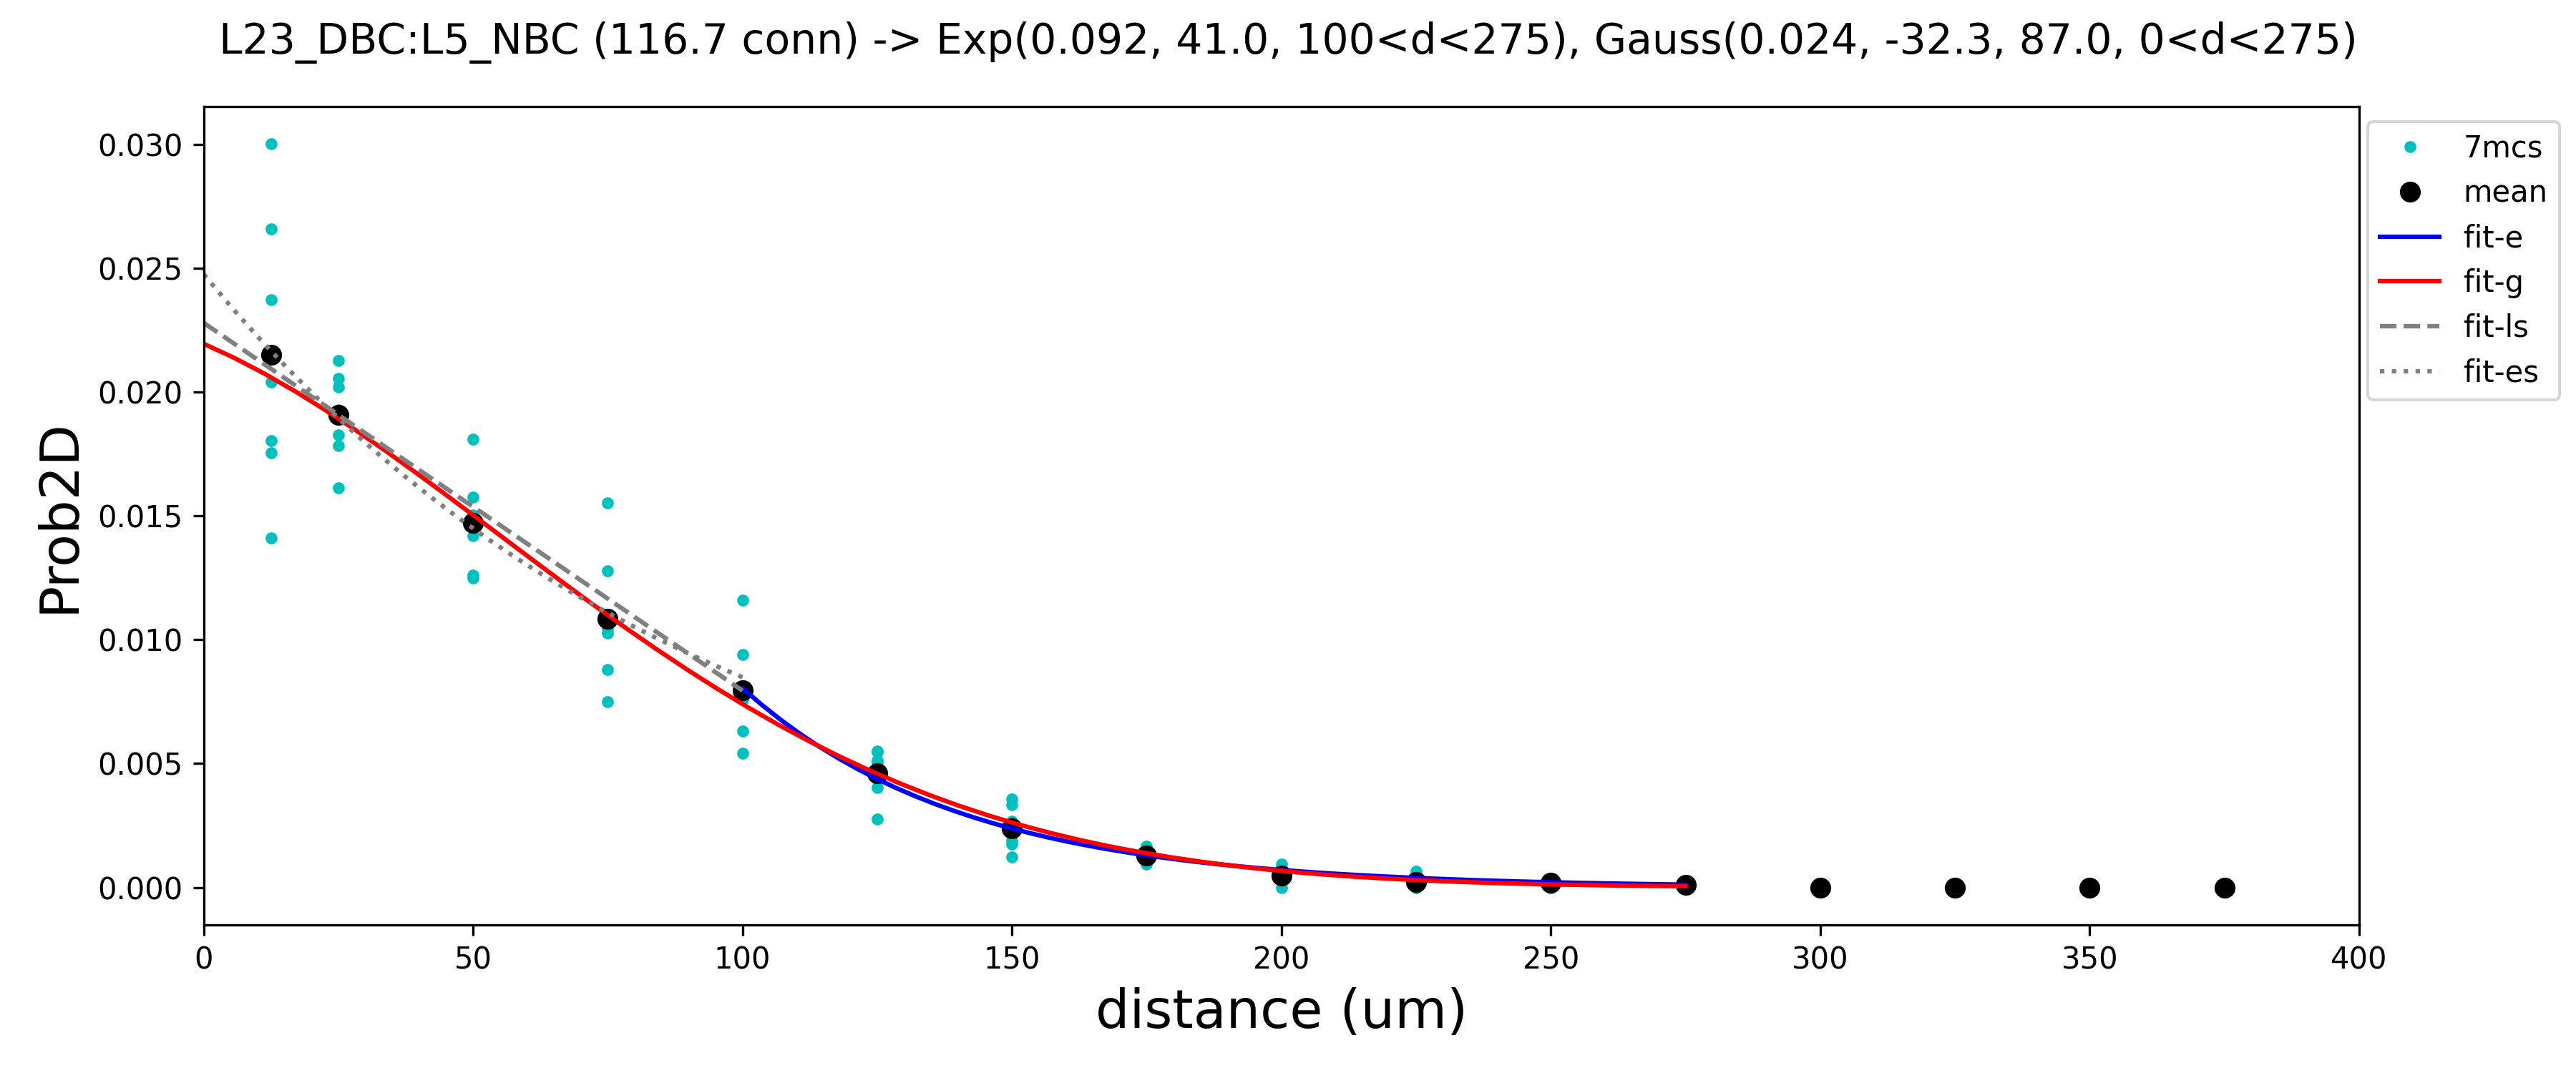 L23_DBC:L5_NBC (116.7 conn) -> Exp(0.092, 41.0, 100<d<275), Gauss(0.024, -32.3, 87.0, 0<d<275)
0.030
0.025
0.020
0.015
0.010
0.005
0.000
Prob2D
0 50 100 150 200 250 300 350 400
distance (um)
7mcs
mean
fit-e
fit-g
fit-ls
fit-es